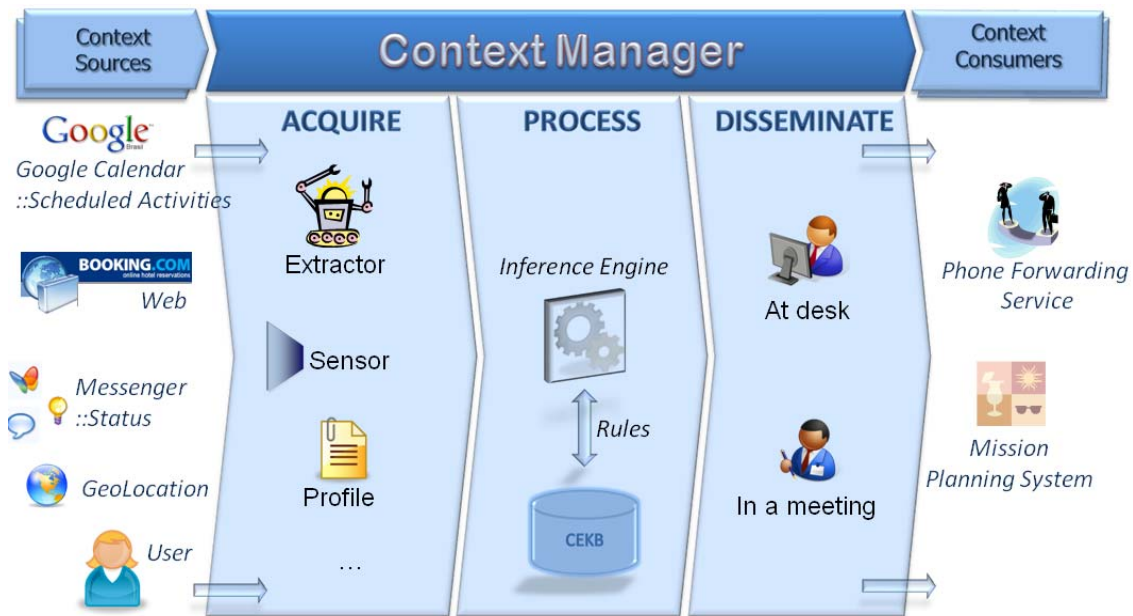 Context
Sources
Context Manager
Context
Consumers
ACQUIRE
PROCESS
DISSEMINATE
Google
Brasil
Google Calendar
::Scheduled Activities
BOOKING.COM
online hotel reservations
Web
Messenger
::Status
GeoLocation
User
Extractor
Sensor
Profile
...
Inference Engine
Rules
CEKB
At desk
In a meeting
Phone Forwarding
Service
Mission
Planning System